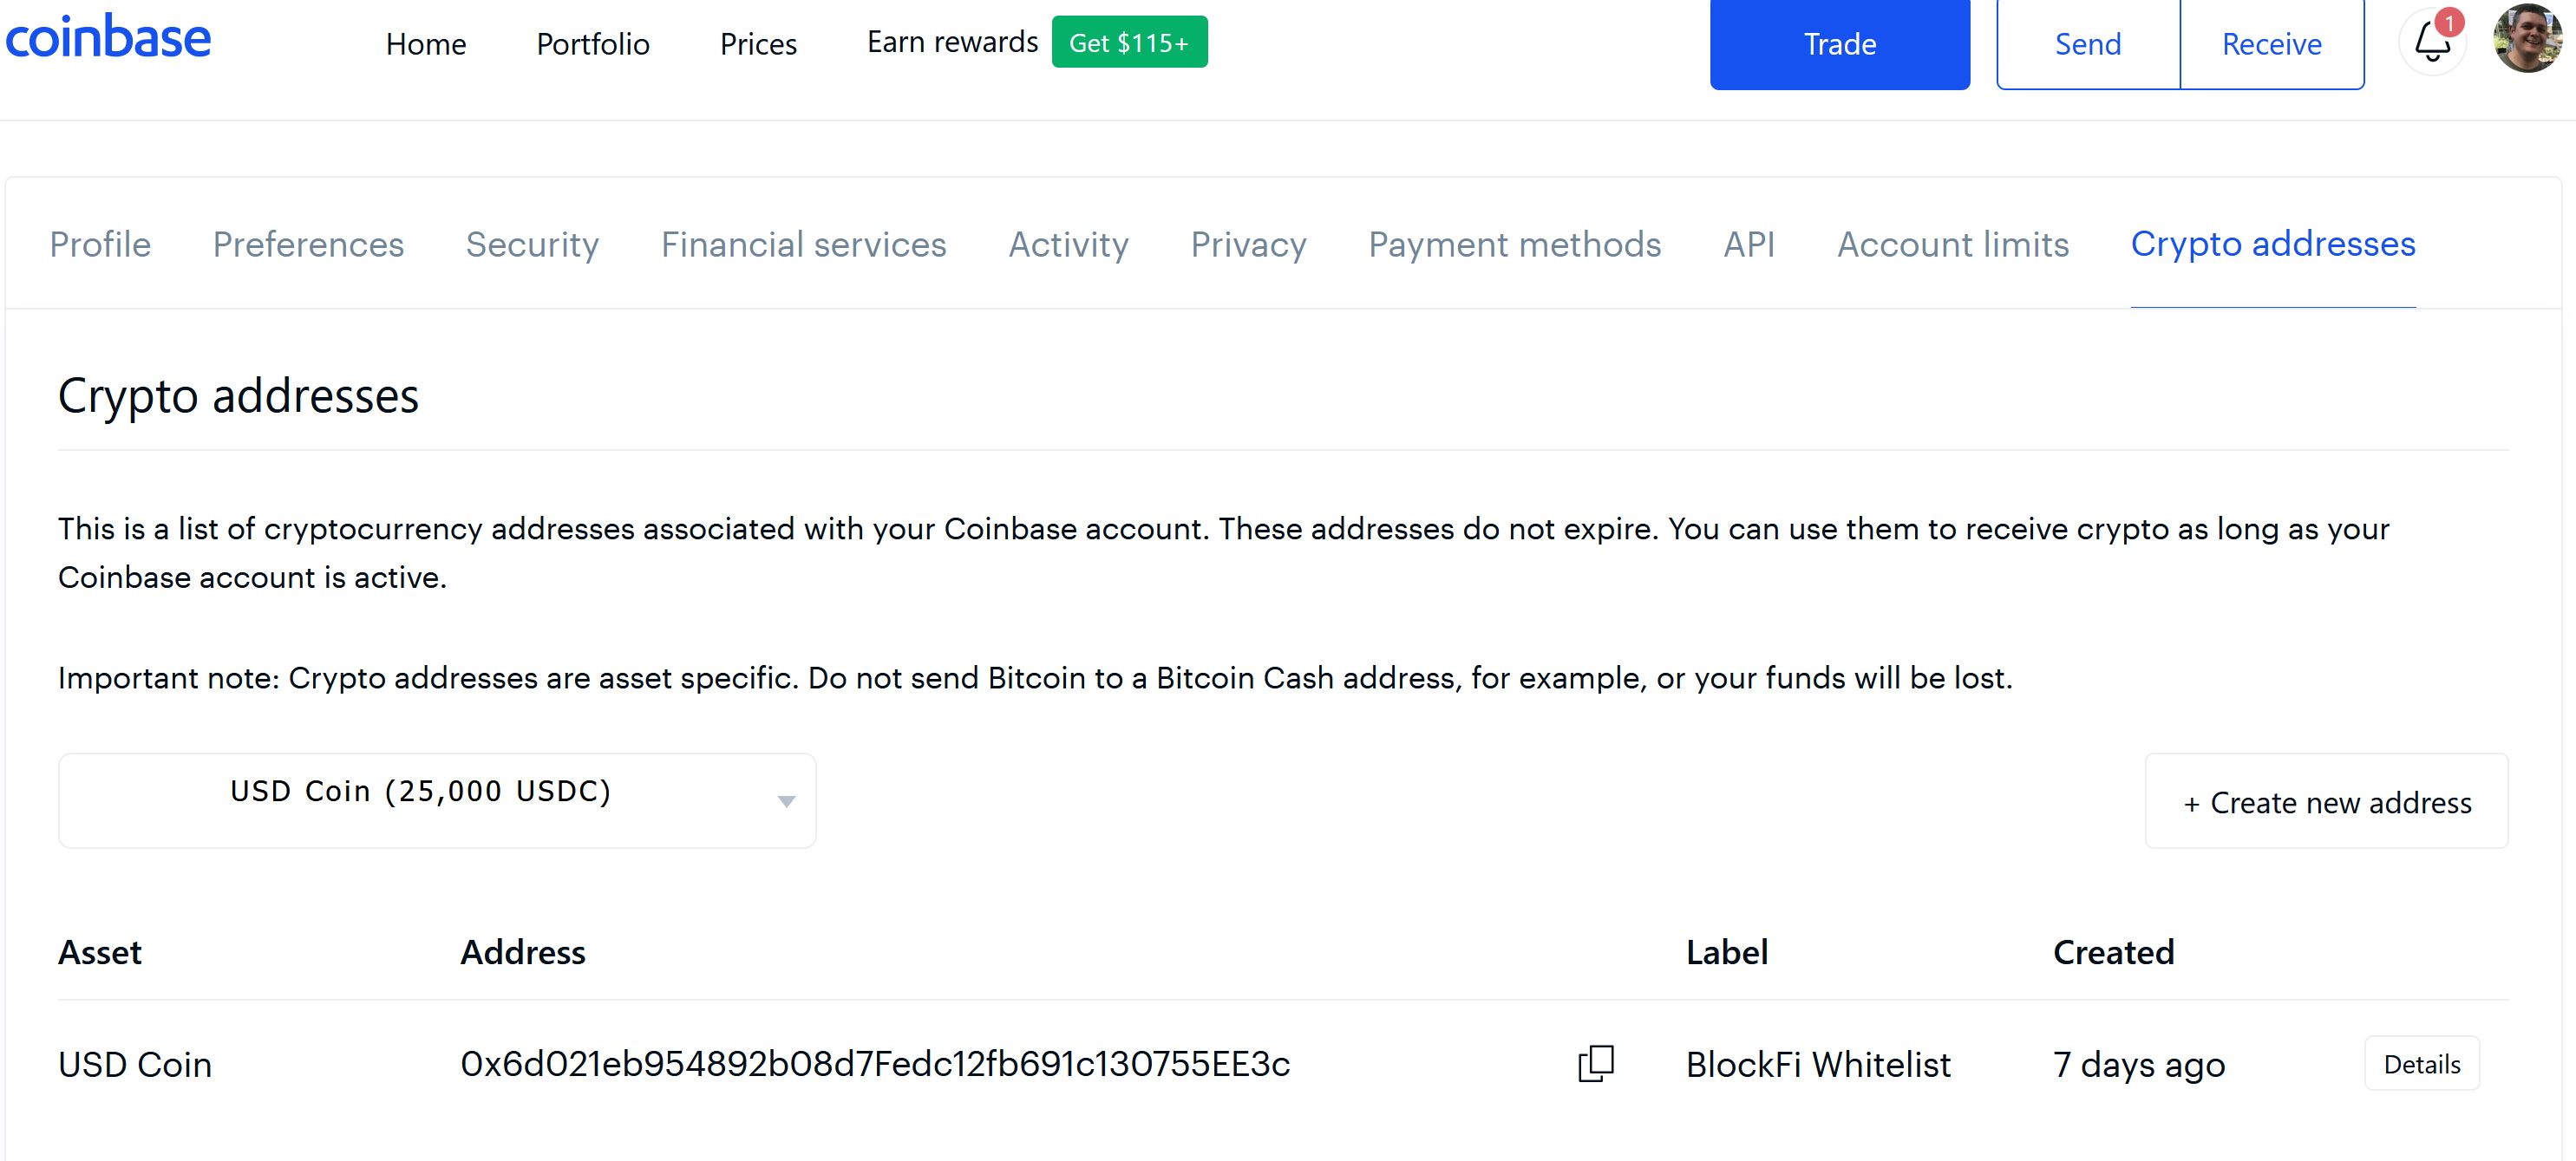 coinbase
Home
Portfolio
Prices
Earn rewards
Get $115+
Trade
Send
Receive
1
Profile
Preferences
Security
Financial services
Activity
Privacy
Payment methods
API
Account limits
Crypto addresses
Crypto addresses
This is a list of cryptocurrency addresses associated with your Coinbase account. These addresses do not expire. You can use them to receive crypto as long as your
Coinbase account is active.
Important note: Crypto addresses are asset specific. Do not send Bitcoin to a Bitcoin Cash address, for example, or your funds will be lost.
USD Coin (25,000 USDC)
+ Create new address
Asset
Address
Label
Created
USD Coin
0x6d021eb954892b08d7Fedc12fb691c130755EE3c
BlockFi Whitelist
7 days ago
Details